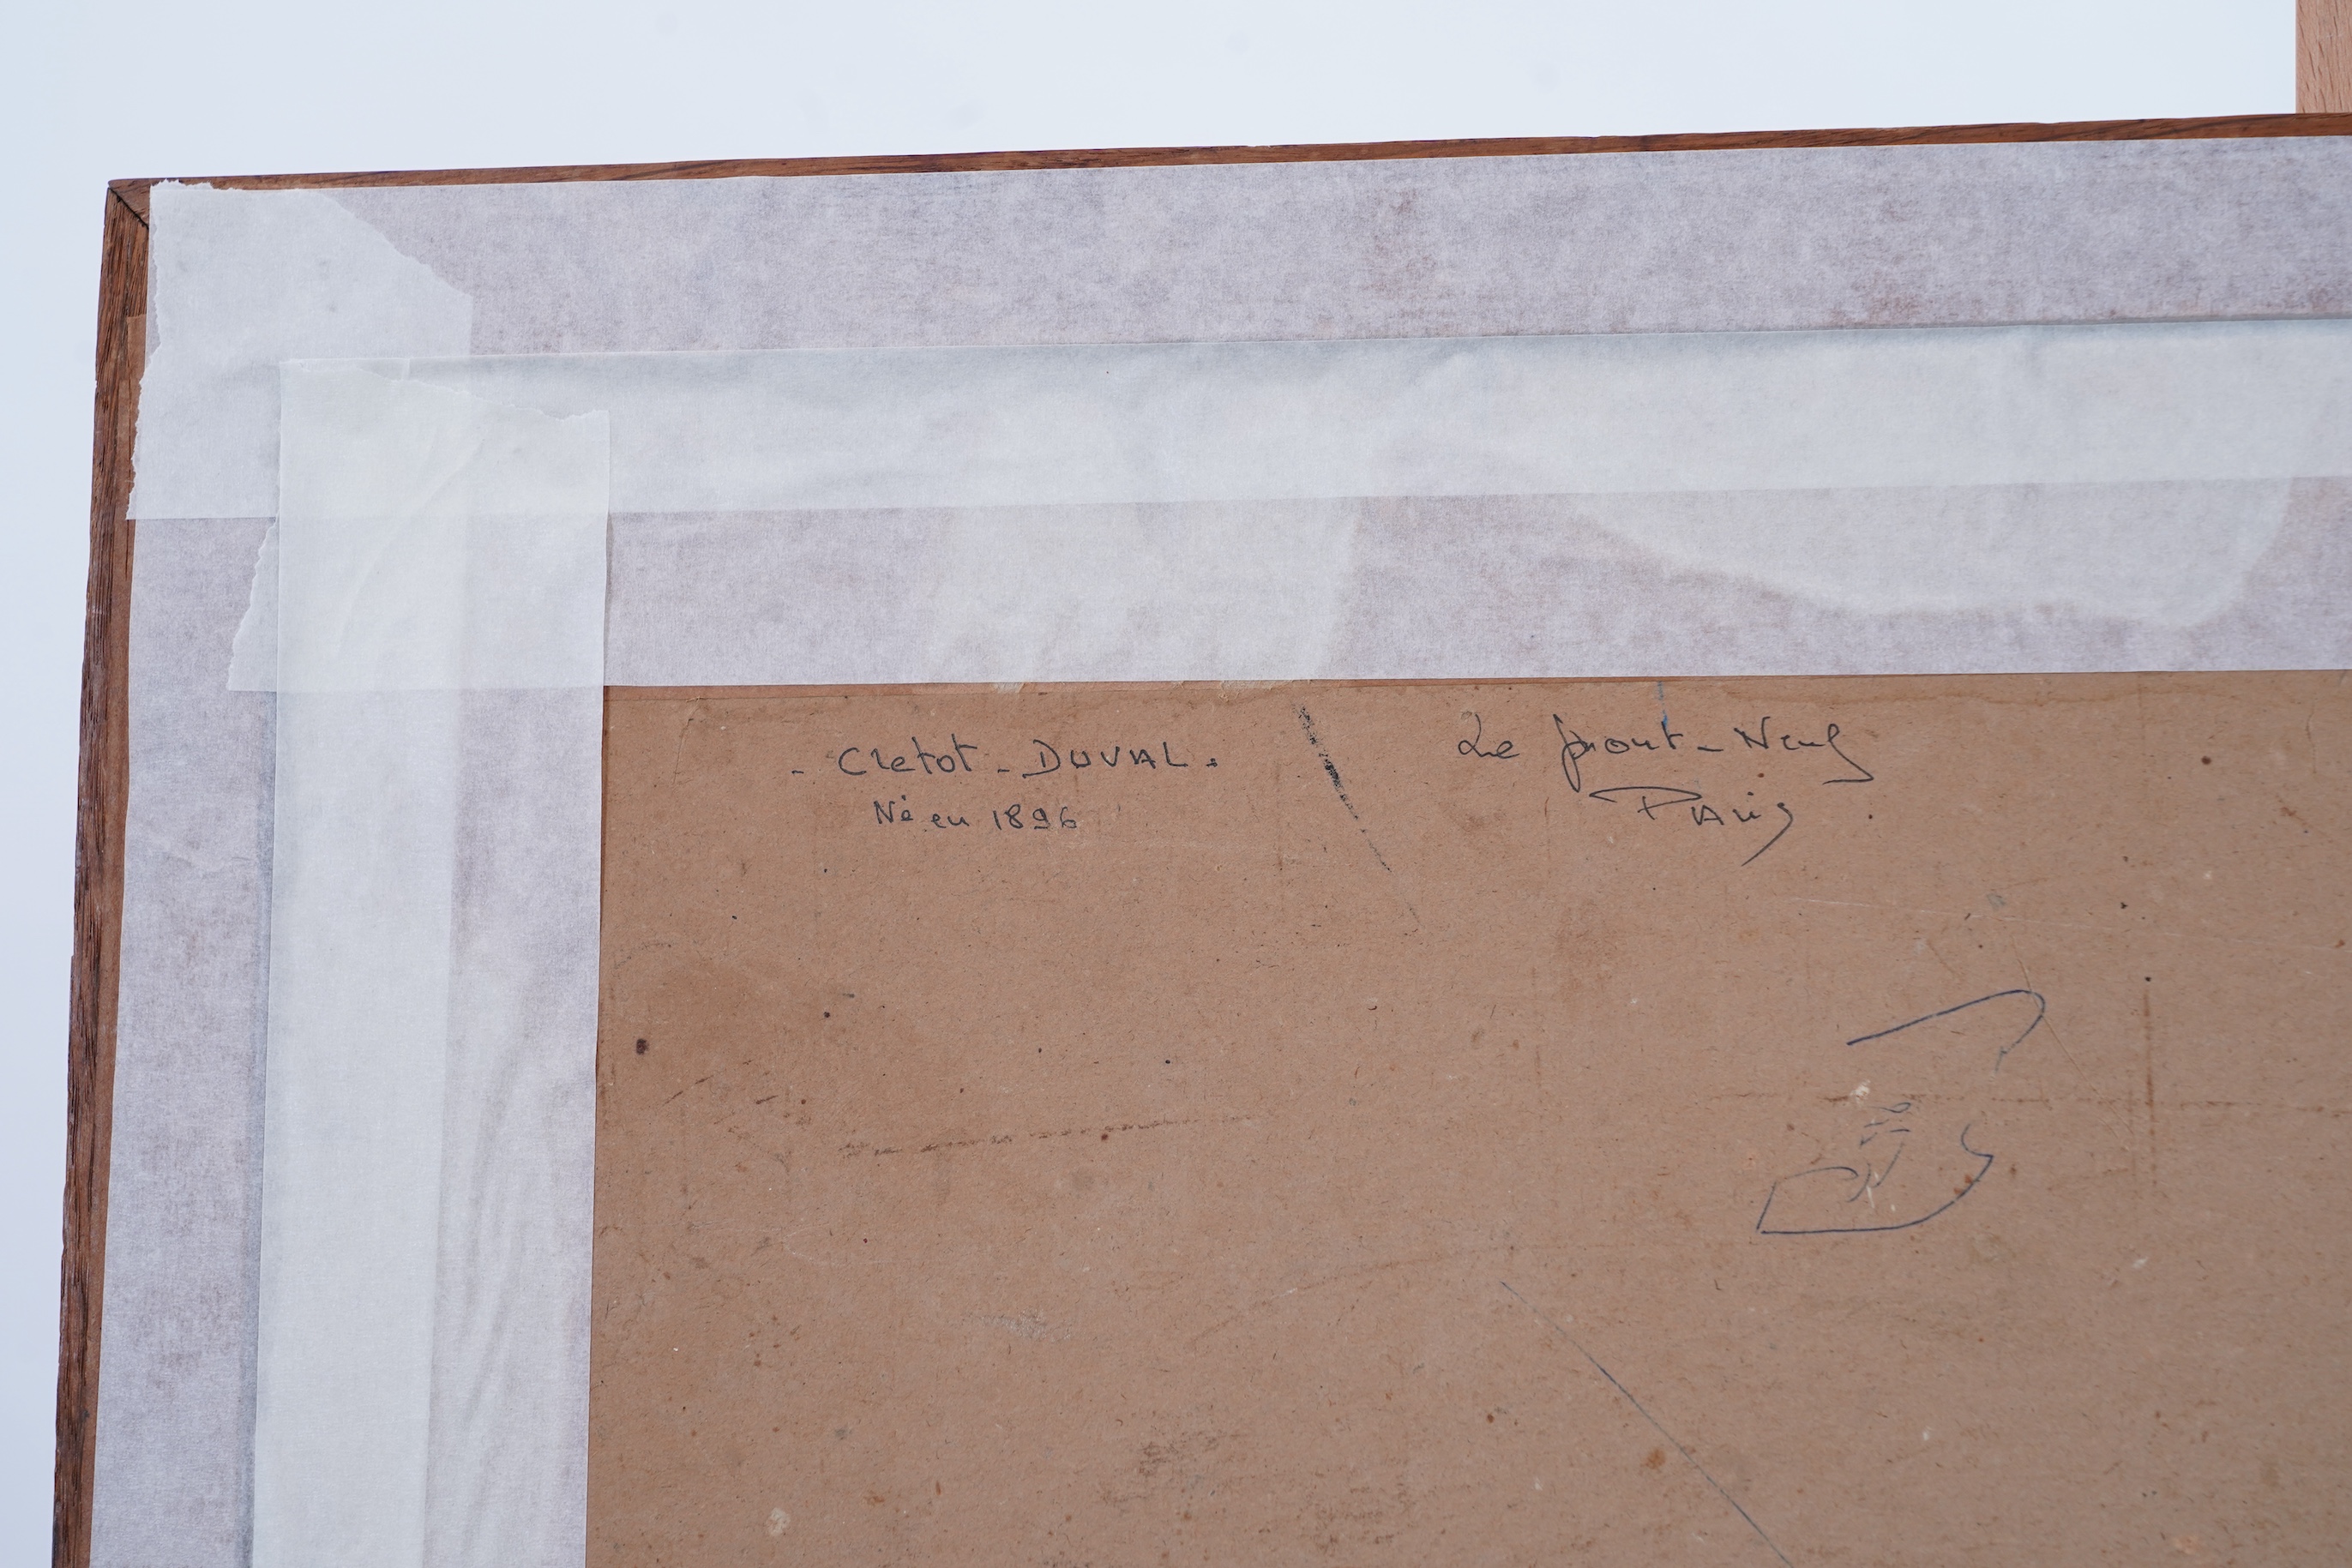 - Cletot - DUVAL.
Né en 1896
Le pont-Neuf
Paris